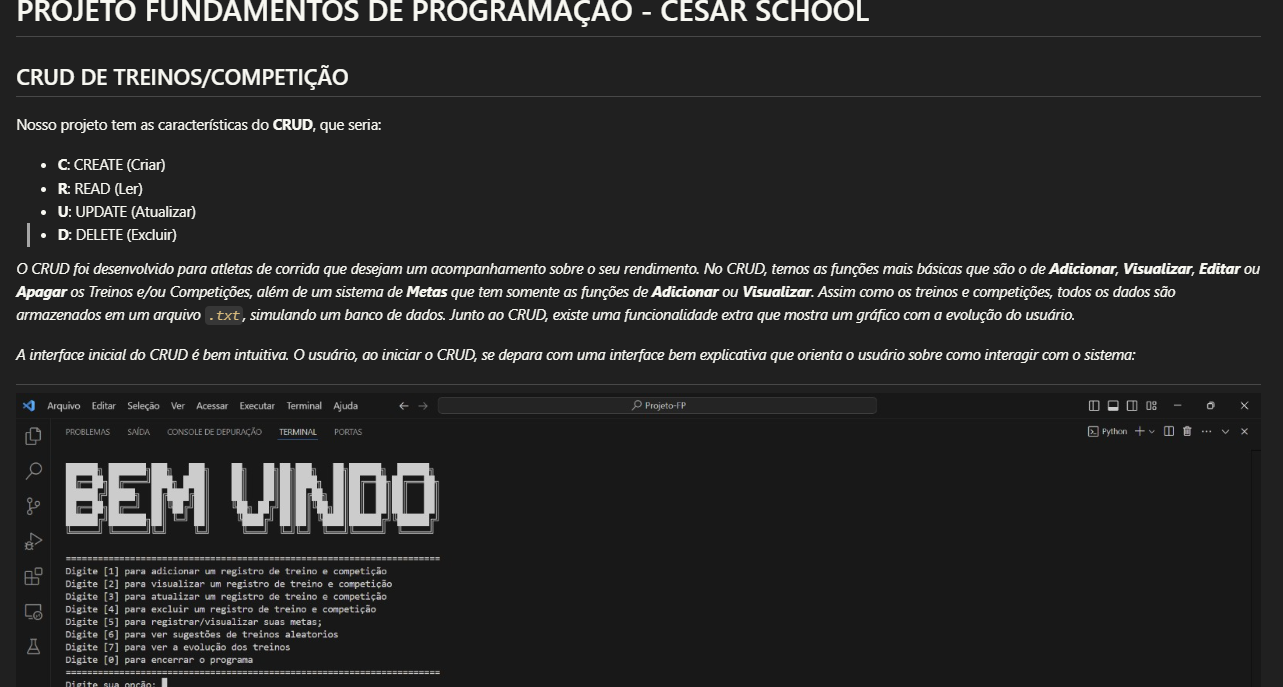 PROJETO FUNDAMENTOS DE PROGRAMAÇÃO - CESAR SCHOOL
CRUD DE TREINOS/COMPETIÇÃO
Nosso projeto tem as características do CRUD, que seria:
C: CREATE (Criar)
R: READ (Ler)
U: UPDATE (Atualizar)
D: DELETE (Excluir)
O CRUD foi desenvolvido para atletas de corrida que desejam um acompanhamento sobre o seu rendimento. No CRUD, temos as funções mais básicas que são o de Adicionar, Visualizar, Editar ou
Apagar os Treinos e/ou Competições, além de um sistema de Metas que tem somente as funções de Adicionar ou Visualizar. Assim como os treinos e competições, todos os dados são
armazenados em um arquivo .txt, simulando um banco de dados. Junto ao CRUD, existe uma funcionalidade extra que mostra um gráfico com a evolução do usuário.
A interface inicial do CRUD é bem intuitiva. O usuário, ao iniciar o CRUD, se depara com uma interface bem explicativa que orienta o usuário sobre como interagir com o sistema:
Arquivo Editar Seleção Ver Acessar Executar Terminal Ajuda Projeto-FP
PROBLEMAS SAÍDA CONSOLE DE DEPURAÇÃO TERMINAL PORTAS Python
BEM VINDO
Digite [1] para adicionar um registro de treino e competição
Digite [2] para visualizar um registro de treino e competição
Digite [3] para atualizar um registro de treino e competição
Digite [4] para excluir um registro de treino e competição
Digite [5] para registrar/visualizar suas metas;
Digite [6] para ver sugestões de treinos aleatorios
Digite [7] para ver a evolução dos treinos
Digite [0] para encerrar o programa
Digite sua opção: